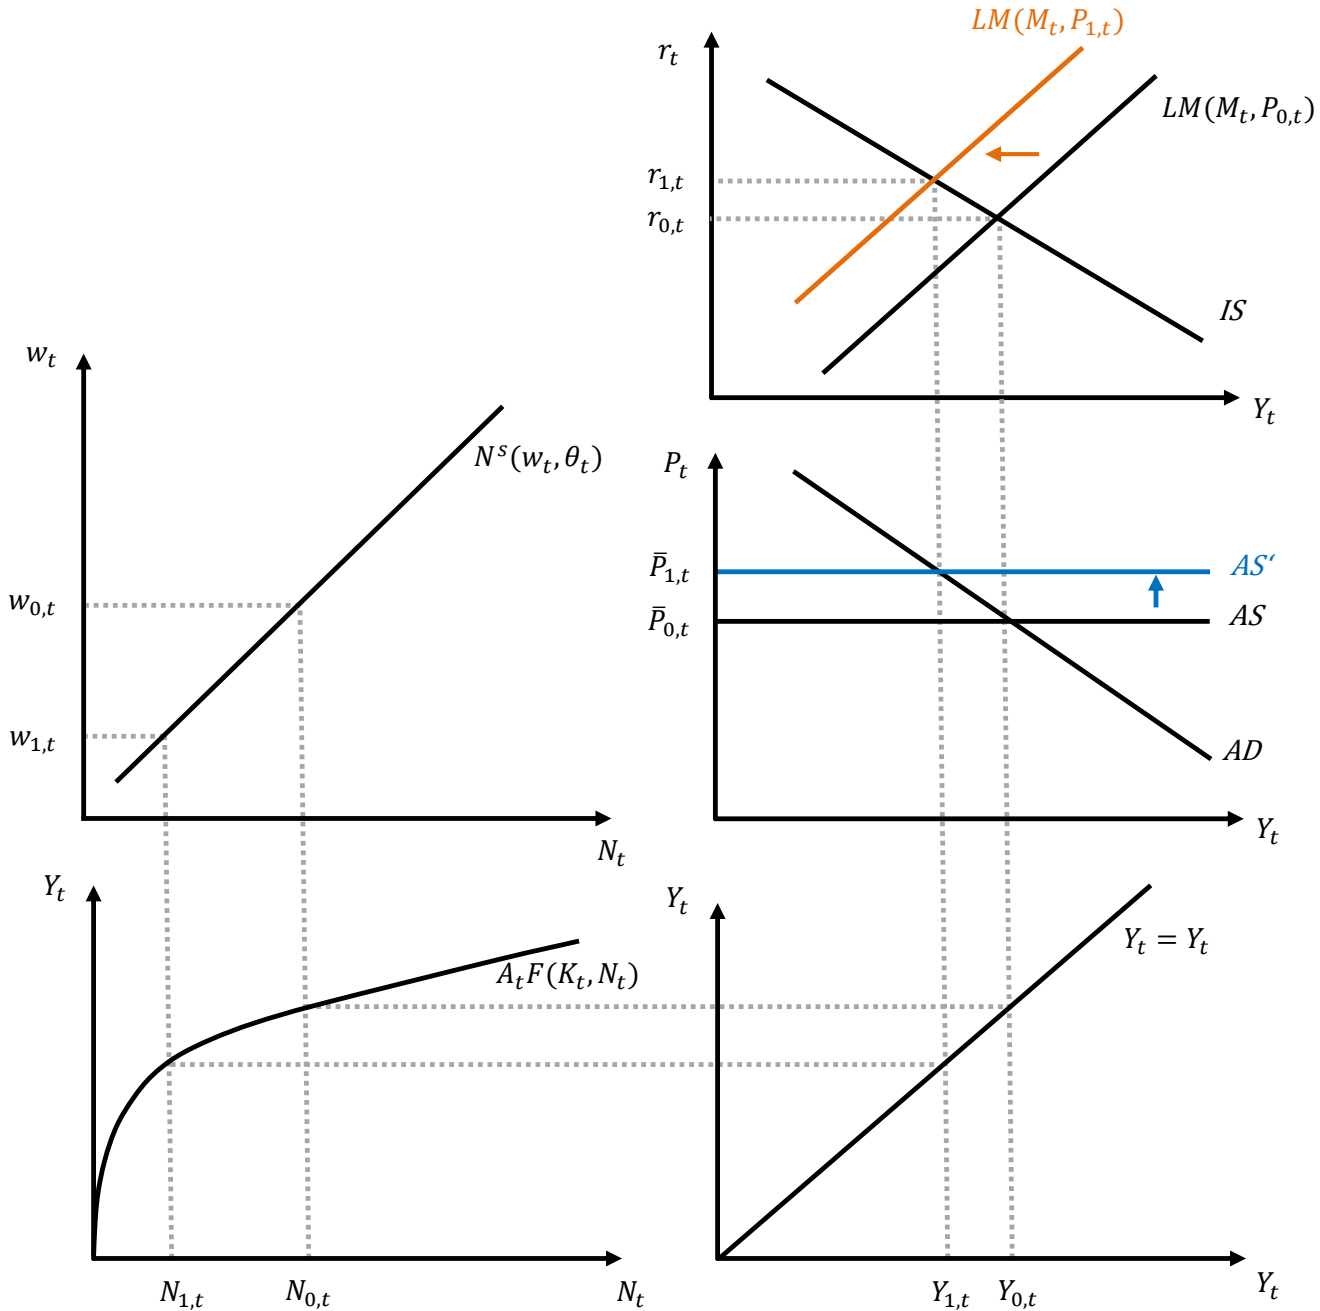 LM(M_t, P_{1,t})
r_t
LM(M_t, P_{0,t})
r_{1,t}
r_{0,t}
IS
Y_t
w_t
N^s(w_t, θ_t)
w_{0,t}
w_{1,t}
N_t
P_t
P̄_{1,t}
AS‘
P̄_{0,t}
AS
AD
Y_t
Y_t
A_tF(K_t, N_t)
N_{1,t}
N_{0,t}
N_t
Y_t
Y_t = Y_t
Y_{1,t}
Y_{0,t}
Y_t